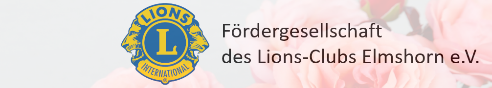 LIONS
L
INTERNATIONAL
Fördergesellschaft
des Lions-Clubs Elmshorn e.V.